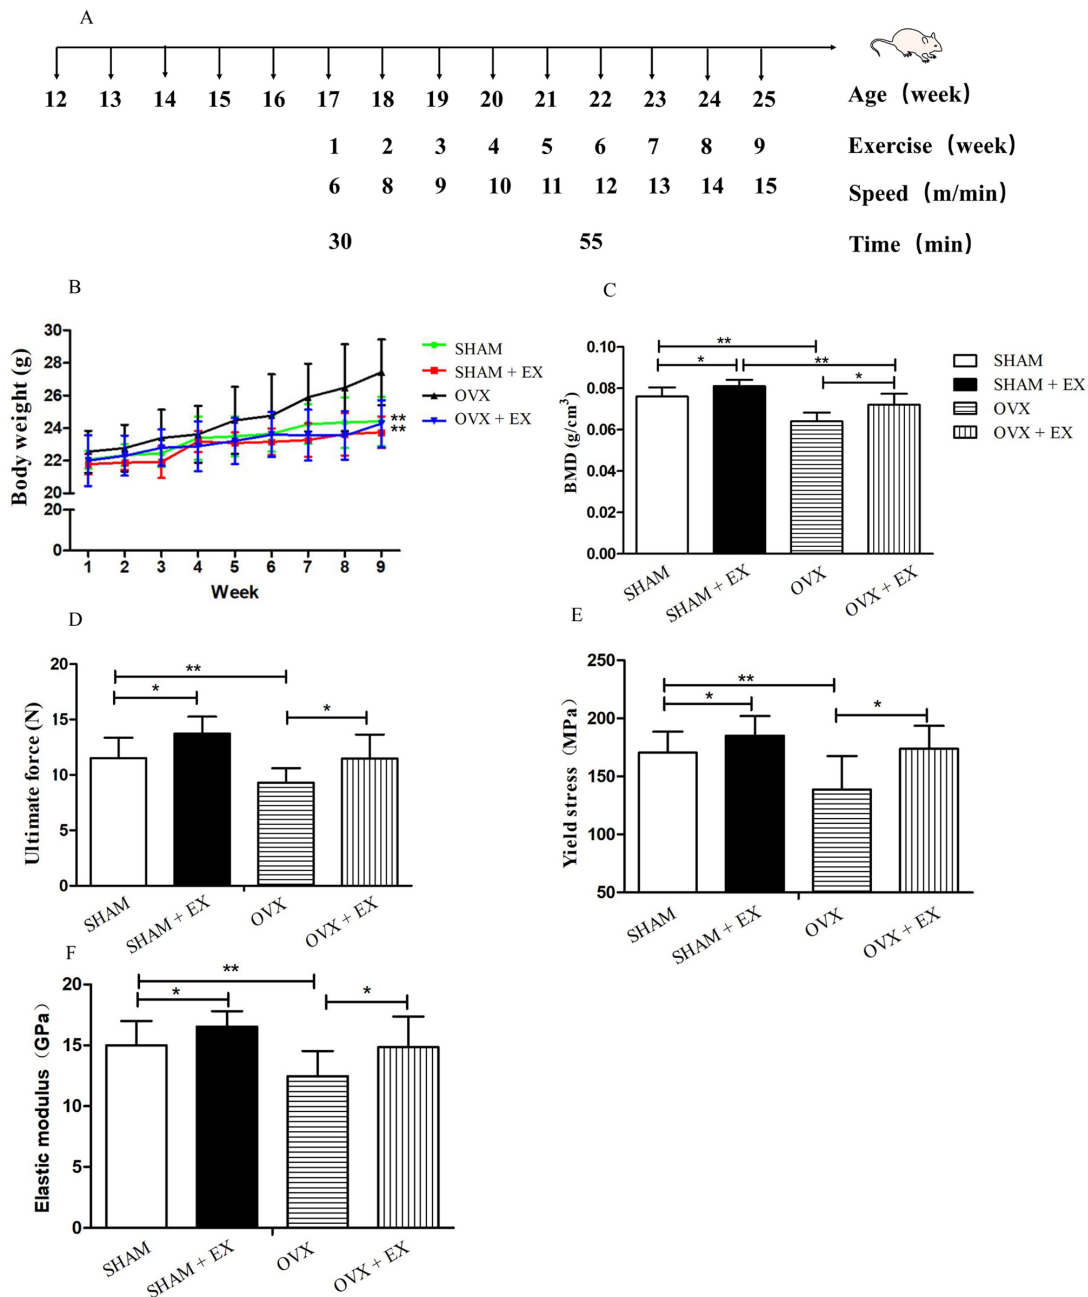 A
12 13 14 15 16 17 18 19 20 21 22 23 24 25 Age (week)
1 2 3 4 5 6 7 8 9 Exercise (week)
6 8 9 10 11 12 13 14 15 Speed (m/min)
30 55 Time (min)
B
Body weight (g)
30
28
26
24
22
20
20
0
1 2 3 4 5 6 7 8 9
Week
SHAM
SHAM + EX
OVX
OVX + EX
**
**
C
BMD (g/cm³)
0.10
0.08
0.06
0.04
0.02
0.00
**
*
**
*
SHAM
SHAM + EX
OVX
OVX + EX
SHAM
SHAM + EX
OVX
OVX + EX
D
Ultimate force (N)
20
15
10
5
0
**
*
*
SHAM
SHAM + EX
OVX
OVX + EX
E
Yield stress (MPa)
250
200
150
100
50
**
*
*
SHAM
SHAM + EX
OVX
OVX + EX
F
Elastic modulus (GPa)
20
15
10
5
0
**
*
*
SHAM
SHAM + EX
OVX
OVX + EX